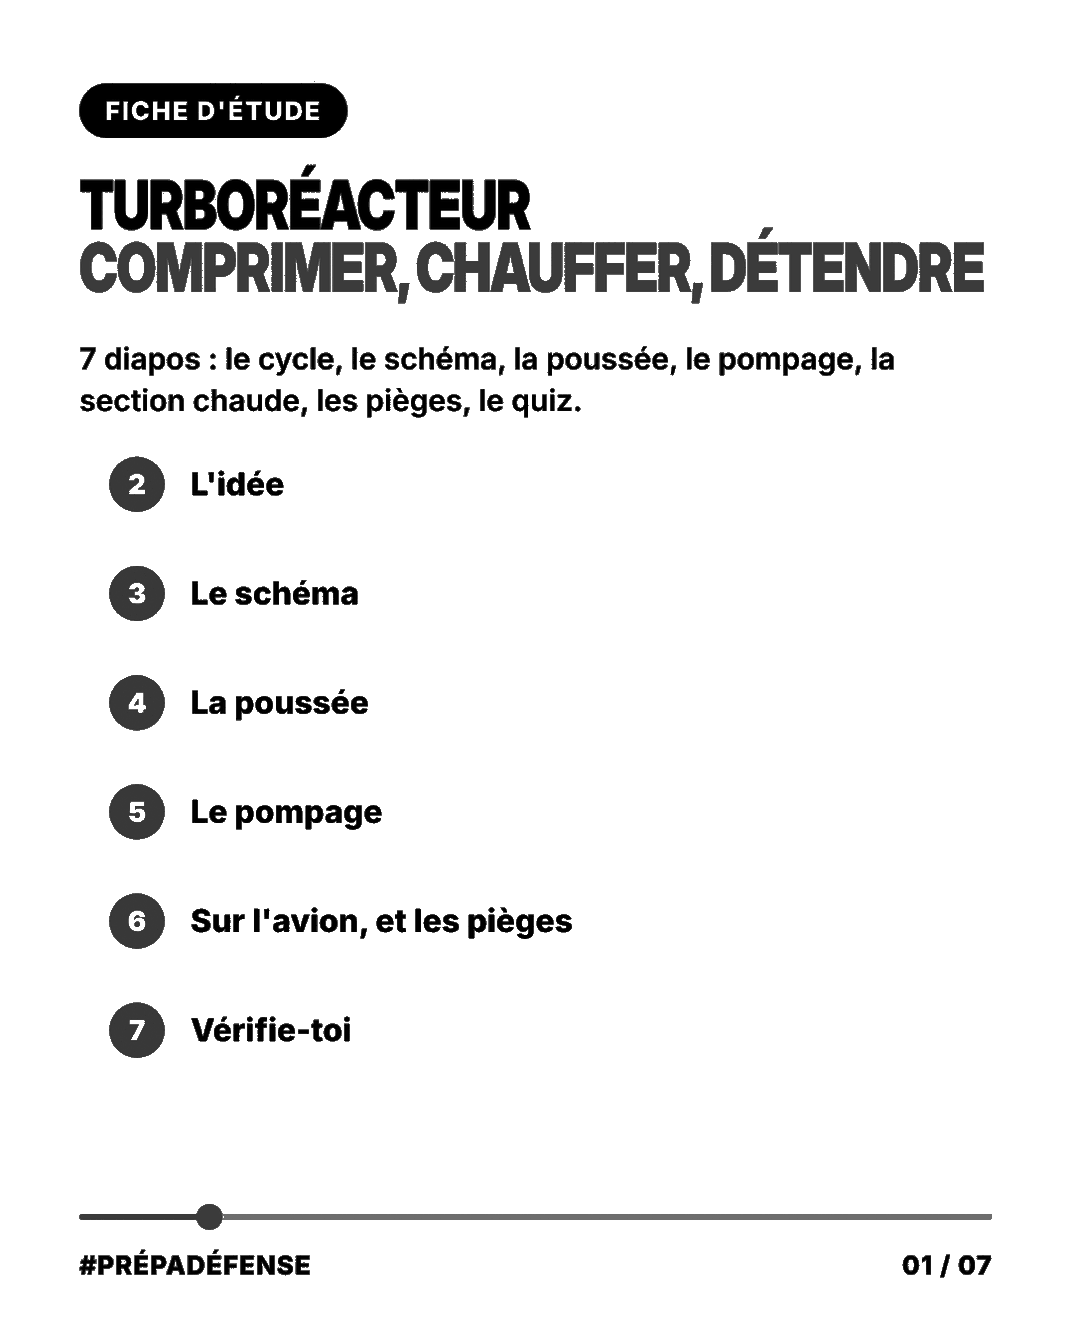 FICHE D'ÉTUDE
TURBORÉACTEUR
COMPRIMER, CHAUFFER, DÉTENDRE
7 diapos : le cycle, le schéma, la poussée, le pompage, la
section chaude, les pièges, le quiz.
2 L'idée
3 Le schéma
4 La poussée
5 Le pompage
6 Sur l'avion, et les pièges
7 Vérifie-toi
#PRÉPADÉFENSE 01 / 07